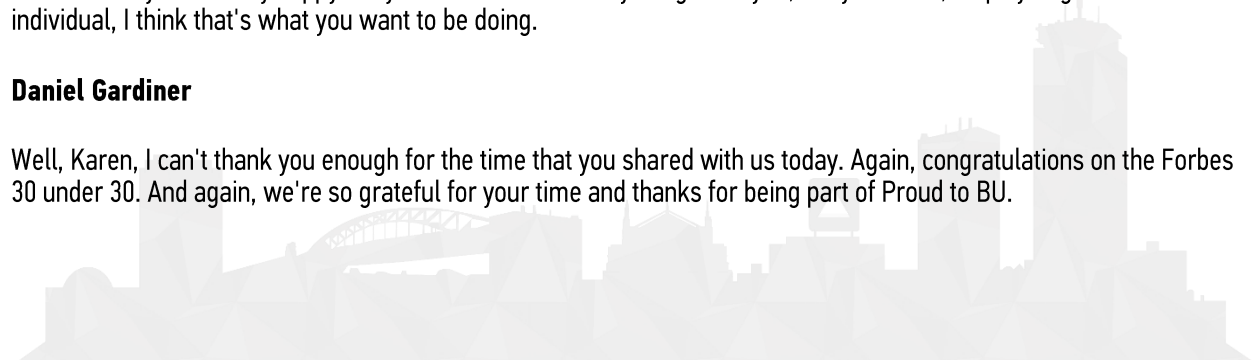 individual, I think that's what you want to be doing.
Daniel Gardiner
Well, Karen, I can't thank you enough for the time that you shared with us today. Again, congratulations on the Forbes
30 under 30. And again, we're so grateful for your time and thanks for being part of Proud to BU.